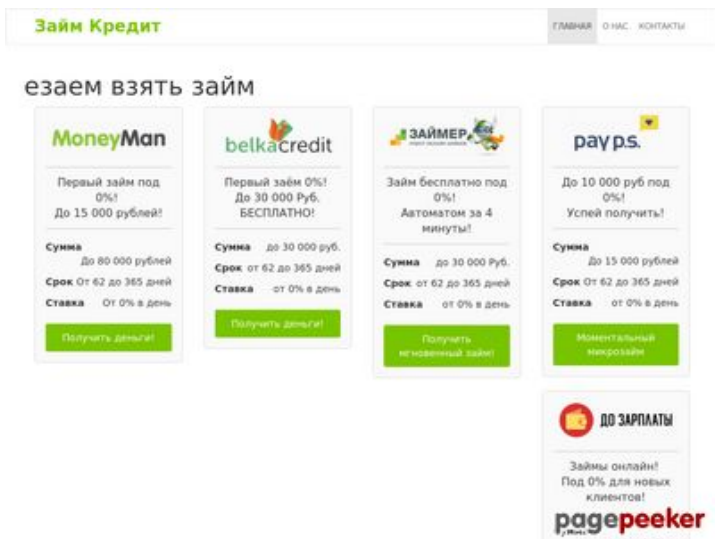 Займ Кредит
ГЛАВНАЯ О НАС КОНТАКТЫ
езаем взять займ
MoneyMan
Первый займ под
0%!
До 15 000 рублей!
Сумма
До 80 000 рублей
Срок От 62 до 365 дней
Ставка От 0% в день
Получить деньги!
belkacredit
Первый заём 0%!
До 30 000 Руб.
БЕСПЛАТНО!
Сумма до 30 000 руб.
Срок от 62 до 365 дней
Ставка от 0% в день
Получить деньги!
ЗАЙМЕР
Займ бесплатно под
0%!
Автоматом за 4
минуты!
Сумма до 30 000 Руб.
Срок от 62 до 365 дней
Ставка от 0% в день
Получить
мгновенный займ!
pay p.s.
До 10 000 руб под
0%!
Успей получить!
Сумма
До 15 000 рублей
Срок От 62 до 365 дней
Ставка от 0% в день
Моментальный
микрозайм
ДО ЗАРПЛАТЫ
Займы онлайн!
Под 0% для новых
клиентов!
pagepeeker